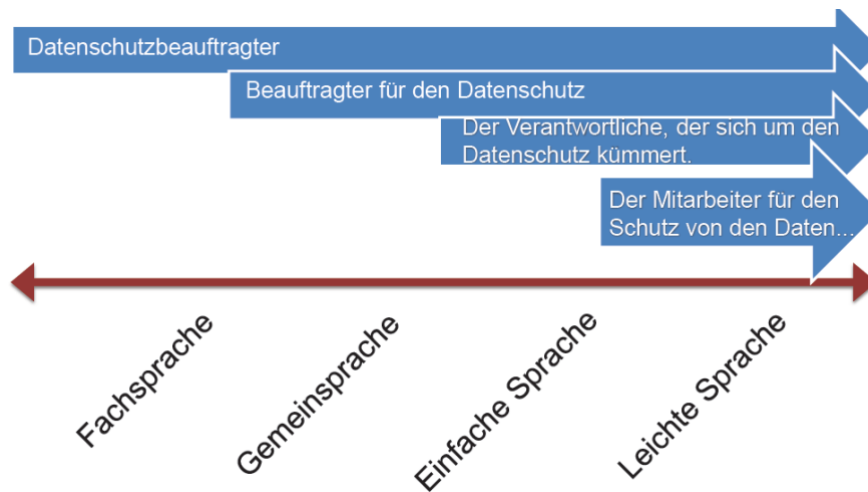 Datenschutzbeauftragter
Beauftragter für den Datenschutz
Der Verantwortliche, der sich um den
Datenschutz kümmert.
Der Mitarbeiter für den
Schutz von den Daten...
Fachsprache
Gemeinsprache
Einfache Sprache
Leichte Sprache